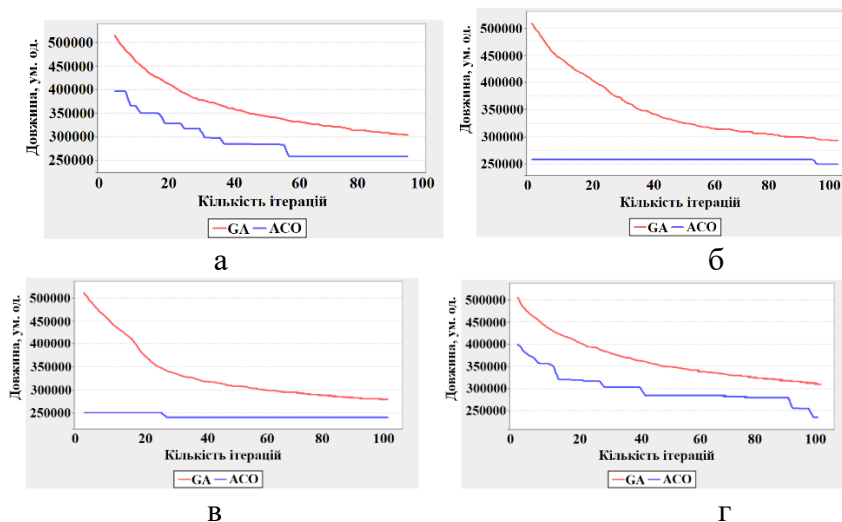 Довжина, ум. од.
500000
450000
400000
350000
300000
250000
0 20 40 60 80 100
Кількість ітерацій
GA ACO
а
Довжина, ум. од.
500000
450000
400000
350000
300000
250000
0 20 40 60 80 100
Кількість ітерацій
GA ACO
б
Довжина, ум. од.
500000
450000
400000
350000
300000
250000
0 20 40 60 80 100
Кількість ітерацій
GA ACO
в
Довжина, ум. од.
500000
450000
400000
350000
300000
250000
0 20 40 60 80 100
Кількість ітерацій
GA ACO
г